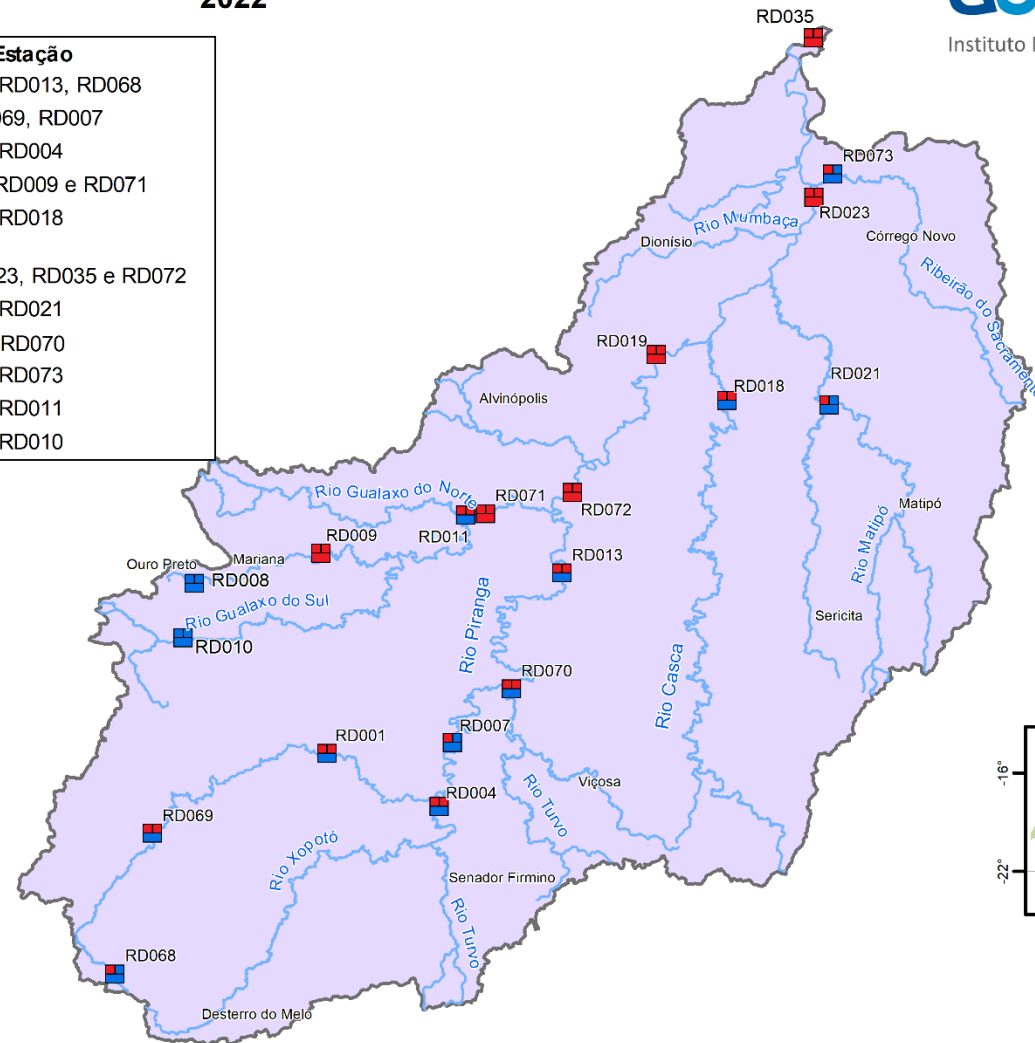 2022
Instituto
Estação
RD013, RD068
069, RD007
RD004
RD009 e RD071
RD018
23, RD035 e RD072
RD021
RD070
RD073
RD011
RD010
RD035
RD073
RD023
Rio Mumbaça
Dionísio
Córrego Novo
Ribeirão do Sacramento
RD019
RD021
RD018
Alvinópolis
Rio Gualaxo do Norte
RD071
RD072
Matipó
RD011
RD009
Mariana
Ouro Preto
RD013
Rio Matipó
RD008
Rio Gualaxo do Sul
Rio Piranga
Sericita
RD010
RD070
Rio Casca
RD007
RD001
-16°
Viçosa
RD004
Rio Turvo
RD069
Rio Xopotó
-22°
Senador Firmino
Rio Turvo
RD068
Desterro do Melo